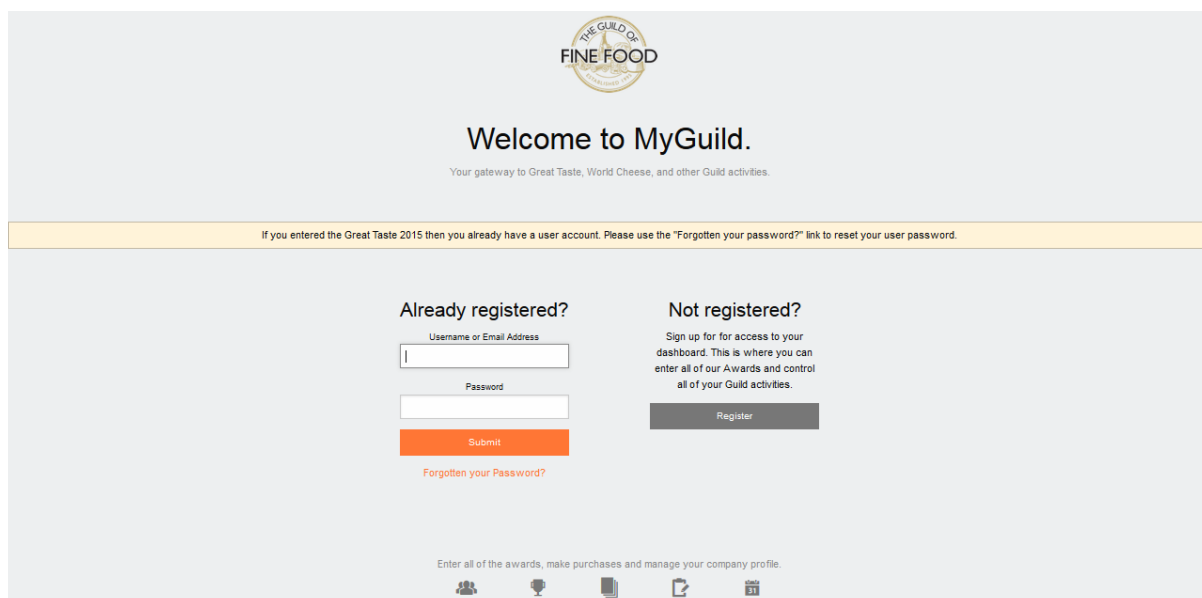 THE GUILD OF
FINE FOOD
Welcome to MyGuild.
Your gateway to Great Taste, World Cheese, and other Guild activities.
If you entered the Great Taste 2015 then you already have a user account. Please use the "Forgotten your password?" link to reset your user password.
Already registered?
Username or Email Address
Password
Submit
Forgotten your Password?
Not registered?
Sign up for for access to your
dashboard. This is where you can
enter all of our Awards and control
all of your Guild activities.
Register
Enter all of the awards, make purchases and manage your company profile.
31